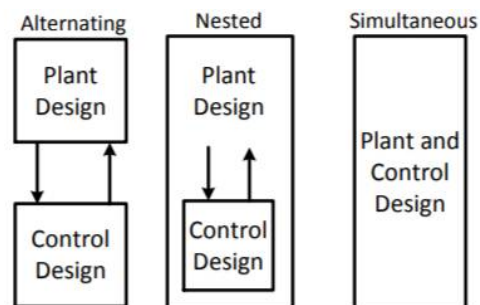 Alternating
Nested
Simultaneous
Plant
Design
Control
Design
Plant
Design
Control
Design
Plant and
Control
Design